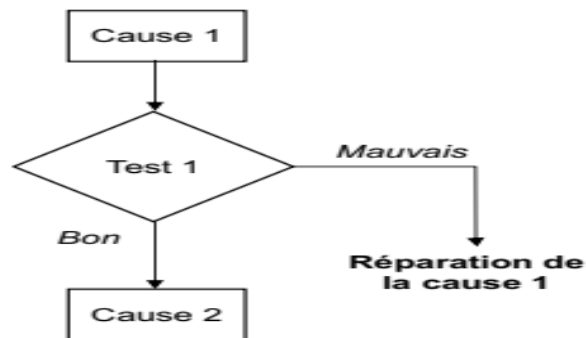 Cause 1
Test 1
Mauvais
Bon
Réparation de
la cause 1
Cause 2